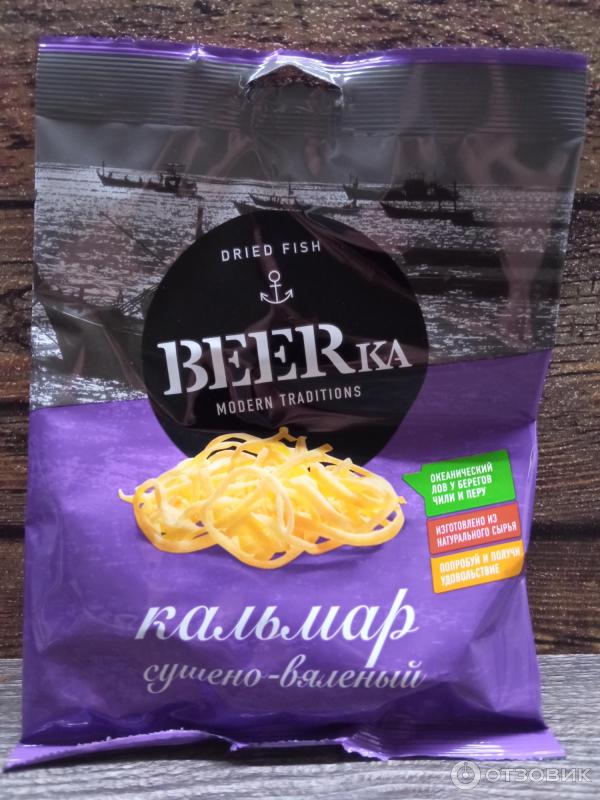 DRIED FISH
BEERKA
MODERN TRADITIONS
ОКЕАНИЧЕСКИЙ
ЛОВ У БЕРЕГОВ
ЧИЛИ И ПЕРУ
ИЗГОТОВЛЕНО ИЗ
НАТУРАЛЬНОГО СЫРЬЯ
ПОПРОБУЙ И ПОЛУЧИ
УДОВОЛЬСТВИЕ
кальмар
сушено-вяленый
ОТЗОВИК